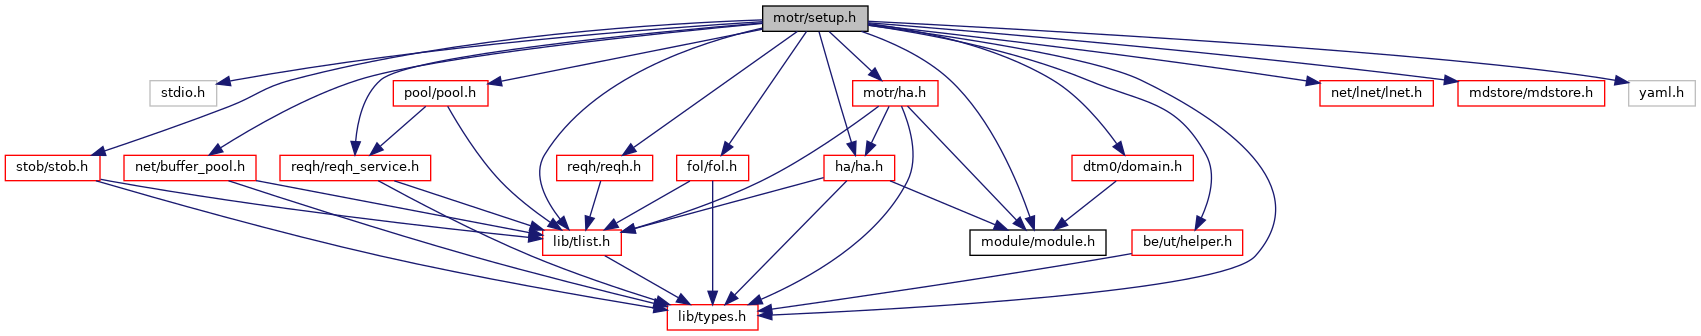 motr/setup.h
stdio.h
pool/pool.h
motr/ha.h
net/lnet/lnet.h
mdstore/mdstore.h
yaml.h
stob/stob.h
net/buffer_pool.h
reqh/reqh_service.h
reqh/reqh.h
fol/fol.h
ha/ha.h
dtm0/domain.h
lib/tlist.h
module/module.h
be/ut/helper.h
lib/types.h